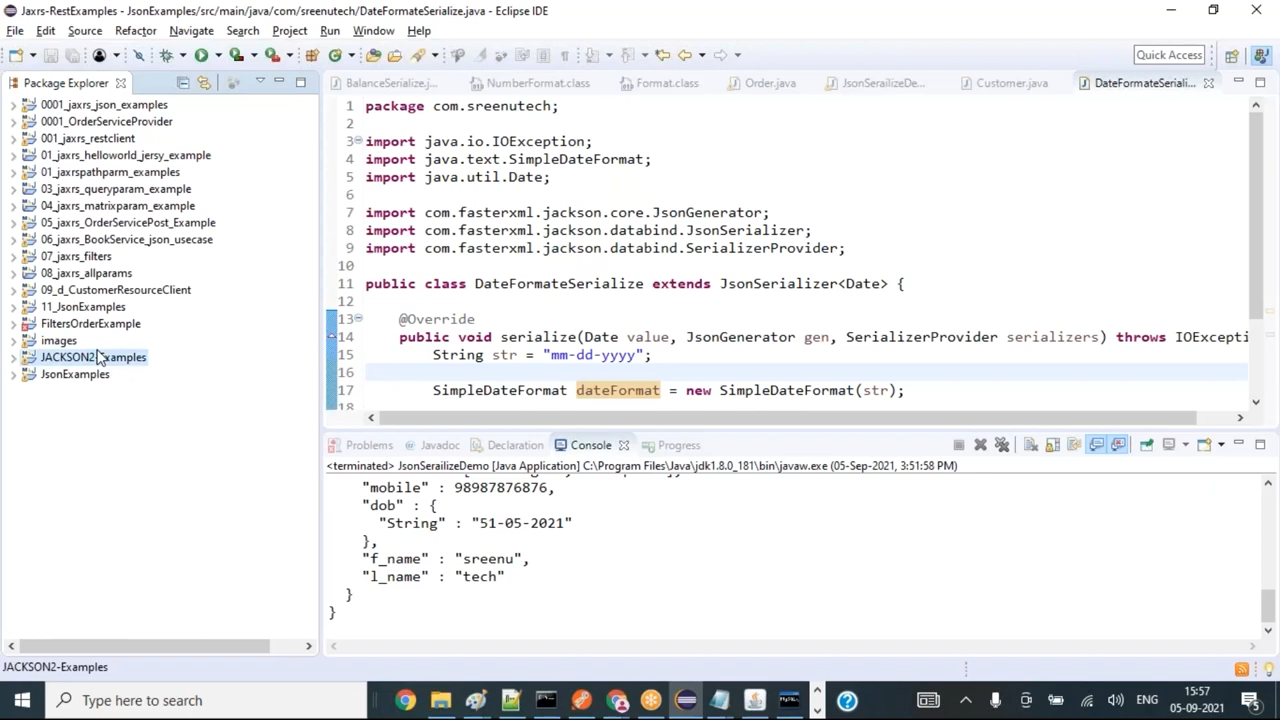 Jaxrs-RestExamples - JsonExamples/src/main/java/com/sreenutech/DateFormateSerialize.java - Eclipse IDE
File Edit Source Refactor Navigate Search Project Run Window Help
Quick Access
Package Explorer
0001_jaxrs_json_examples
0001_OrderServiceProvider
001_jaxrs_restclient
01_jaxrs_helloworld_jersy_example
01_jaxrspathparm_examples
03_jaxrs_queryparam_example
04_jaxrs_matrixparam_example
05_jaxrs_OrderServicePost_Example
06_jaxrs_BookService_json_usecase
07_jaxrs_filters
08_jaxrs_allparams
09_d_CustomerResourceClient
11_JsonExamples
FiltersOrderExample
images
JACKSON2-Examples
JsonExamples
BalanceSerialize.j... NumberFormat.class Format.class Order.java JsonSerailizeDe... Customer.java DateFormateSeriali...
1 package com.sreenutech;
2
3 import java.io.IOException;
4 import java.text.SimpleDateFormat;
5 import java.util.Date;
6
7 import com.fasterxml.jackson.core.JsonGenerator;
8 import com.fasterxml.jackson.databind.JsonSerializer;
9 import com.fasterxml.jackson.databind.SerializerProvider;
10
11 public class DateFormateSerialize extends JsonSerializer<Date> {
12
13 @Override
14 public void serialize(Date value, JsonGenerator gen, SerializerProvider serializers) throws IOExcepti
15 String str = "mm-dd-yyyy";
16
17 SimpleDateFormat dateFormat = new SimpleDateFormat(str);
18
Problems Javadoc Declaration Console Progress
<terminated> JsonSerailizeDemo [Java Application] C:\Program Files\Java\jdk1.8.0_181\bin\javaw.exe (05-Sep-2021, 3:51:58 PM)
"mobile" : 98987876876,
"dob" : {
"String" : "51-05-2021"
},
"f_name" : "sreenu",
"l_name" : "tech"
}
}
JACKSON2-Examples
Type here to search
ENG
15:57
05-09-2021
5